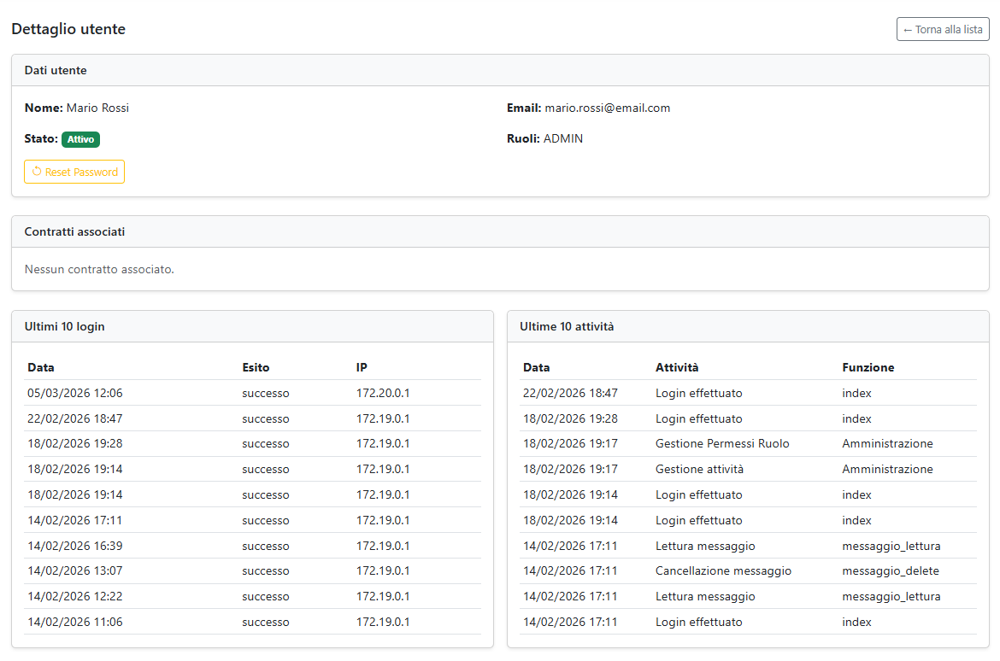 Dettaglio utente
← Torna alla lista
Dati utente
Nome: Mario Rossi
Email: mario.rossi@email.com
Stato: Attivo
Ruoli: ADMIN
Reset Password
Contratti associati
Nessun contratto associato.
Ultimi 10 login
Data Esito IP
05/03/2026 12:06 successo 172.20.0.1
22/02/2026 18:47 successo 172.19.0.1
18/02/2026 19:28 successo 172.19.0.1
18/02/2026 19:14 successo 172.19.0.1
18/02/2026 19:14 successo 172.19.0.1
14/02/2026 17:11 successo 172.19.0.1
14/02/2026 16:39 successo 172.19.0.1
14/02/2026 13:07 successo 172.19.0.1
14/02/2026 12:22 successo 172.19.0.1
14/02/2026 11:06 successo 172.19.0.1
Ultime 10 attività
Data Attività Funzione
22/02/2026 18:47 Login effettuato index
18/02/2026 19:28 Login effettuato index
18/02/2026 19:17 Gestione Permessi Ruolo Amministrazione
18/02/2026 19:17 Gestione attività Amministrazione
18/02/2026 19:14 Login effettuato index
18/02/2026 19:14 Login effettuato index
14/02/2026 17:11 Lettura messaggio messaggio_lettura
14/02/2026 17:11 Cancellazione messaggio messaggio_delete
14/02/2026 17:11 Lettura messaggio messaggio_lettura
14/02/2026 17:11 Login effettuato index